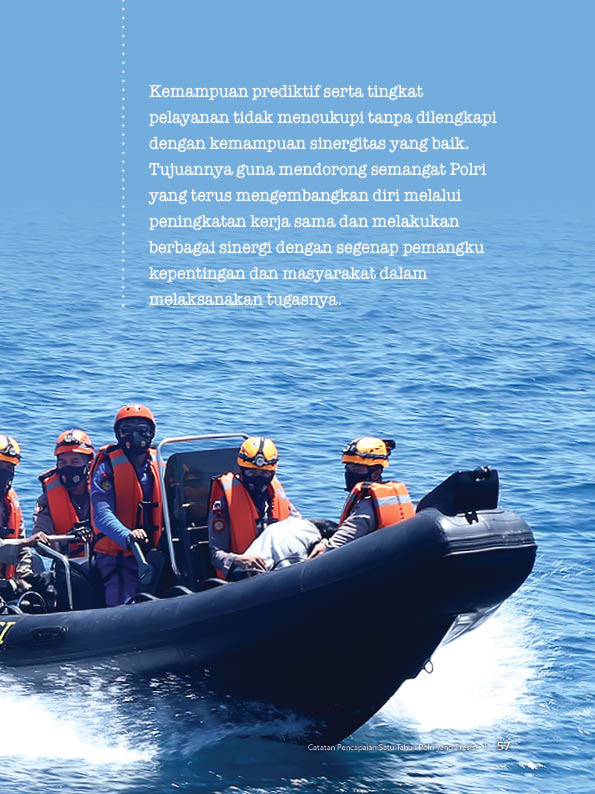 Kemampuan prediktif serta tingkat
pelayanan tidak mencukupi tanpa dilengkapi
dengan kemampuan sinergitas yang baik.
Tujuannya guna mendorong semangat Polri
yang terus mengembangkan diri melalui
peningkatan kerja sama dan melakukan
berbagai sinergi dengan segenap pemangku
kepentingan dan masyarakat dalam
melaksanakan tugasnya.
Catatan Pencapaian Satu Tahun Polri yang 57